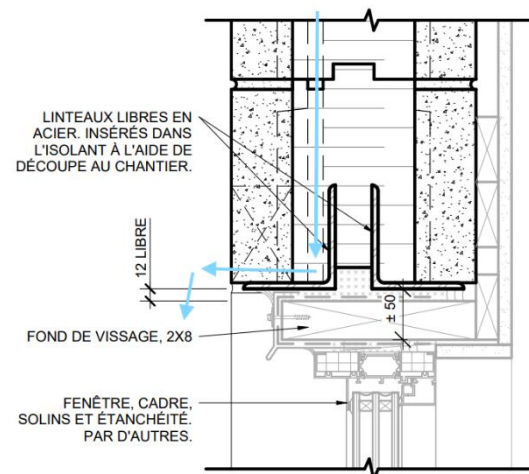 LINTEAUX LIBRES EN
ACIER. INSÉRÉS DANS
L'ISOLANT À L'AIDE DE
DÉCOUPE AU CHANTIER.
12 LIBRE
± 50
FOND DE VISSAGE, 2X8
FENÊTRE, CADRE,
SOLINS ET ÉTANCHÉITÉ.
PAR D'AUTRES.